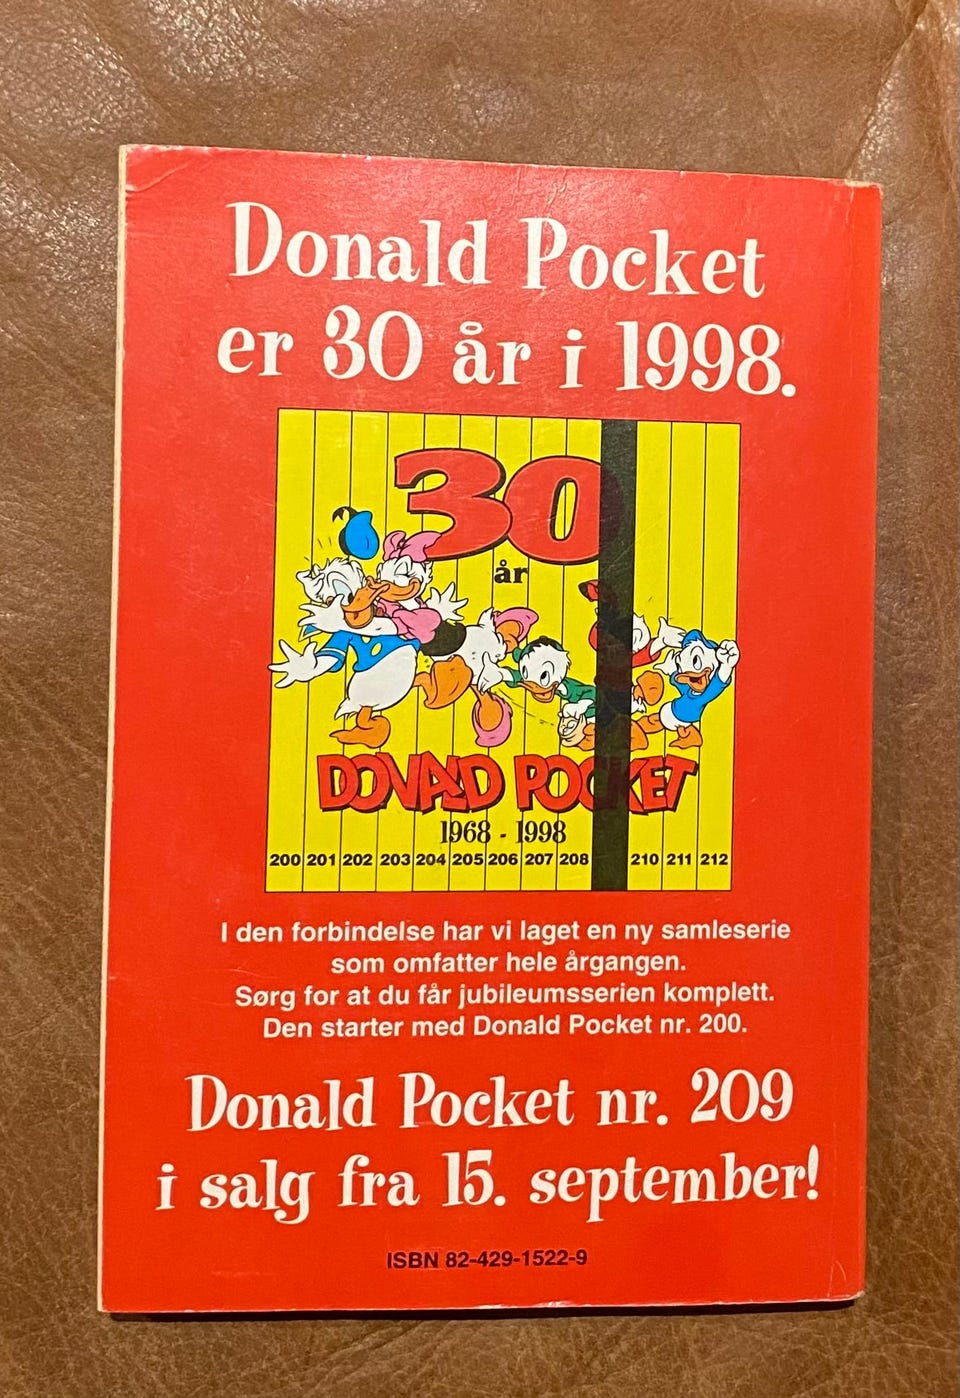 Donald Pocket
er 30 år i 1998.
30
år
DONALD POCKET
1968 - 1998
200 201 202 203 204 205 206 207 208 210 211 212
I den forbindelse har vi laget en ny samleserie
som omfatter hele årgangen.
Sørg for at du får jubileumsserien komplett.
Den starter med Donald Pocket nr. 200.
Donald Pocket nr. 209
i salg fra 15. september!
ISBN 82-429-1522-9